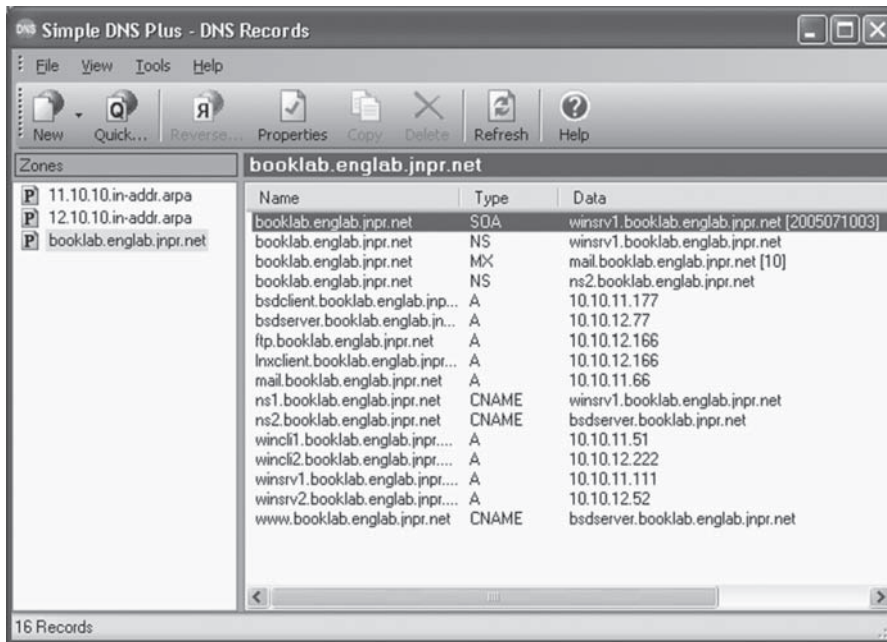 DNS Simple DNS Plus - DNS Records
File View Tools Help
New Quick... Reverse... Properties Copy Delete Refresh Help
Zones
11.10.10.in-addr.arpa
12.10.10.in-addr.arpa
booklab.englab.jnpr.net
booklab.englab.jnpr.net
Name Type Data
booklab.englab.jnpr.net SOA winsrv1.booklab.englab.jnpr.net [2005071003]
booklab.englab.jnpr.net NS winsrv1.booklab.englab.jnpr.net
booklab.englab.jnpr.net MX mail.booklab.englab.jnpr.net [10]
booklab.englab.jnpr.net NS ns2.booklab.englab.jnpr.net
bsdclient.booklab.englab.jnp... A 10.10.11.177
bsdserver.booklab.englab.jn... A 10.10.12.77
ftp.booklab.englab.jnpr.net A 10.10.12.166
lnxclient.booklab.englab.jnpr... A 10.10.12.166
mail.booklab.englab.jnpr.net A 10.10.11.66
ns1.booklab.englab.jnpr.net CNAME winsrv1.booklab.englab.jnpr.net
ns2.booklab.englab.jnpr.net CNAME bsdserver.booklab.englab.jnpr.net
wincli1.booklab.englab.jnpr.... A 10.10.11.51
wincli2.booklab.englab.jnpr.... A 10.10.12.222
winsrv1.booklab.englab.jnpr.... A 10.10.11.111
winsrv2.booklab.englab.jnpr.... A 10.10.12.52
www.booklab.englab.jnpr.net CNAME bsdserver.booklab.englab.jnpr.net
16 Records